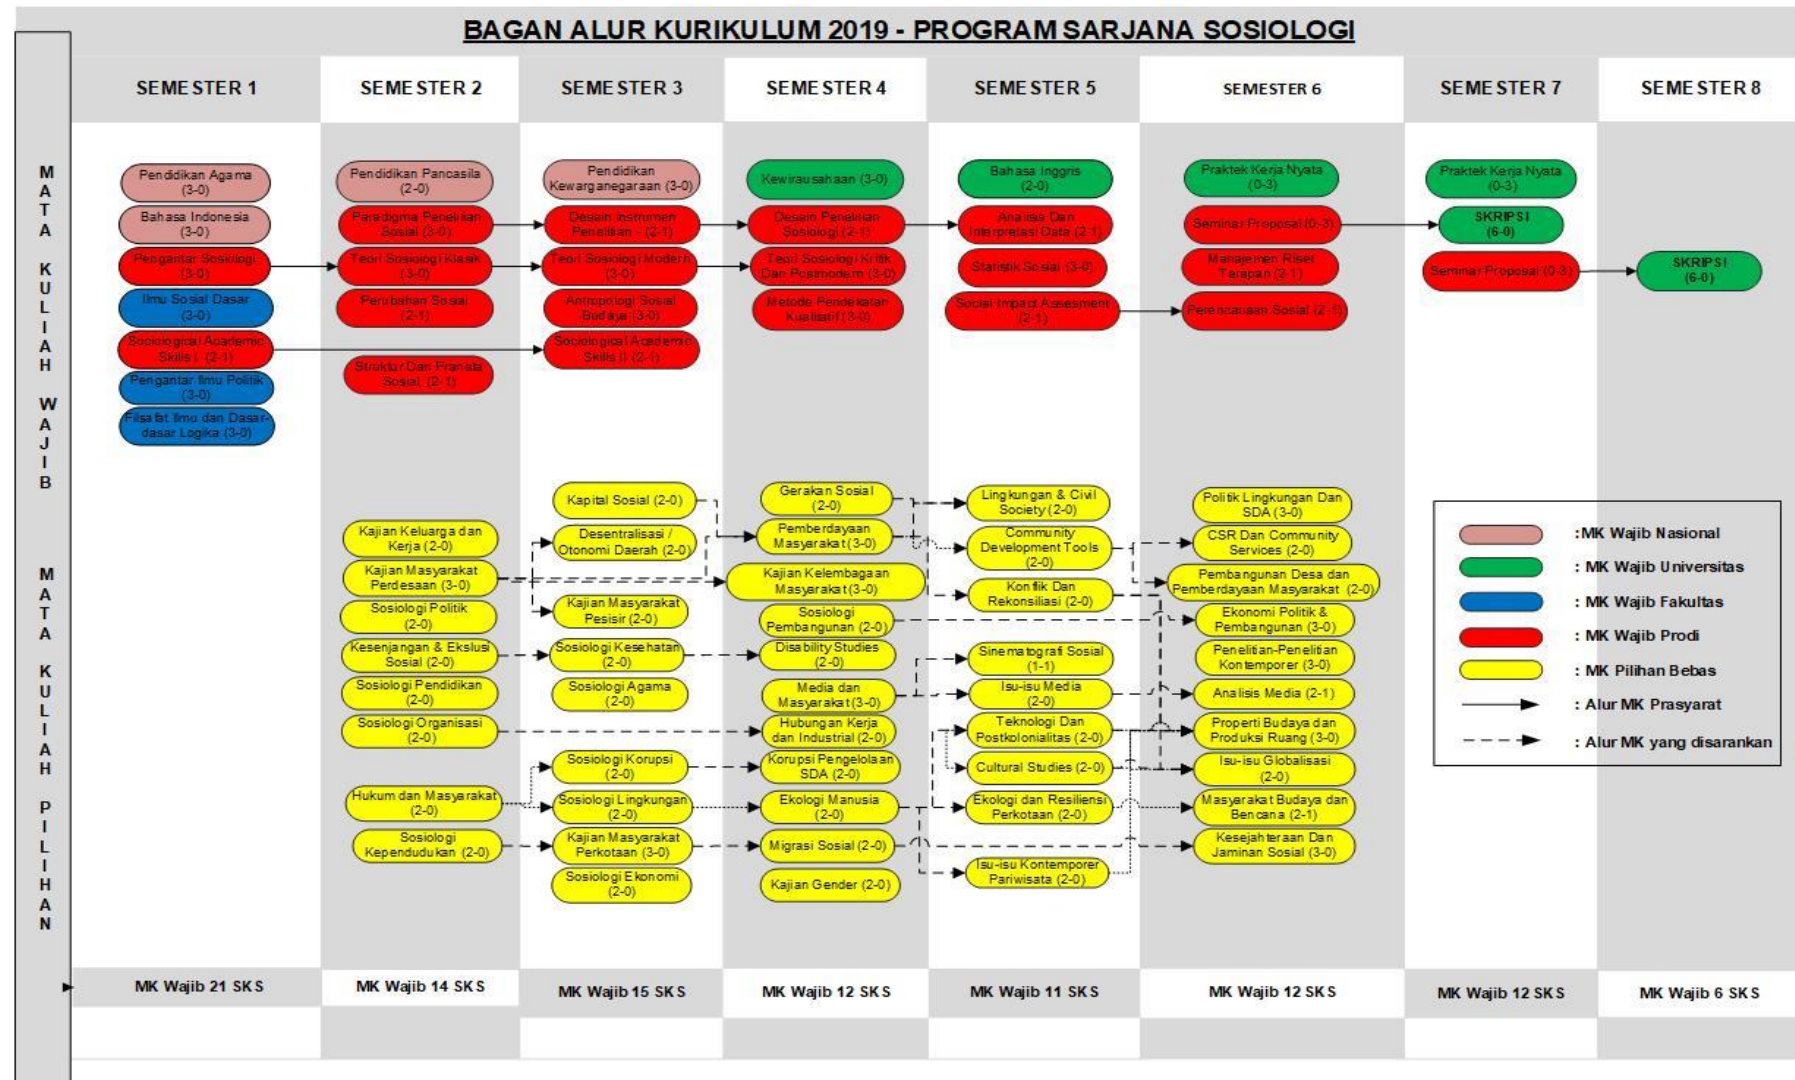 BAGAN ALUR KURIKULUM 2019 - PROGRAM SARJANA SOSIOLOGI
SEMESTER 1
SEMESTER 2
SEMESTER 3
SEMESTER 4
SEMESTER 5
SEMESTER 6
SEMESTER 7
SEMESTER 8
MATA KULIAH WAJIB
Pendidikan Agama
(3-0)
Bahasa Indonesia
(3-0)
Pengantar Sosiologi
(3-0)
Ilmu Sosial Dasar
(3-0)
Sociological Academic
Skills I (2-1)
Pengantar Ilmu Politik
(3-0)
Filsafat Ilmu dan Dasar-
dasar Logika (3-0)
Pendidikan Pancasila
(2-0)
Paradigma Penelitian
Sosial (3-0)
Teori Sosiologi Klasik
(3-0)
Perubahan Sosial
(2-1)
Struktur Dan Pranata
Sosial (2-1)
Pendidikan
Kewarganegaraan (3-0)
Desain Instrumen
Penelitian - (2-1)
Teori Sosiologi Modern
(3-0)
Antropologi Sosial
Budaya (3-0)
Sociological Academic
Skills II (2-1)
Kewirausahaan (3-0)
Desain Penelitian
Sosiologi (2-1)
Teori Sosiologi Kritik
Dan Postmodern (3-0)
Metode Pendekatan
Kualitatif (3-0)
Bahasa Inggris
(2-0)
Analisis Dan
Interpretasi Data (2-1)
Statistik Sosial (3-0)
Social Impact Assesment
(2-1)
Praktek Kerja Nyata
(0-3)
Seminar Proposal (0-3)
Manajemen Riset
Terapan (2-1)
Perencanaan Sosial (2-1)
Praktek Kerja Nyata
(0-3)
SKRIPSI
(6-0)
Seminar Proposal (0-3)
SKRIPSI
(6-0)
MATA KULIAH PILIHAN
Kajian Keluarga dan
Kerja (2-0)
Kajian Masyarakat
Perdesaan (3-0)
Sosiologi Politik
(2-0)
Kesenjangan & Ekslusi
Sosial (2-0)
Sosiologi Pendidikan
(2-0)
Sosiologi Organisasi
(2-0)
Hukum dan Masyarakat
(2-0)
Sosiologi
Kependudukan (2-0)
Kapital Sosial (2-0)
Desentralisasi /
Otonomi Daerah (2-0)
Kajian Masyarakat
Pesisir (2-0)
Sosiologi Kesehatan
(2-0)
Sosiologi Agama
(2-0)
Sosiologi Korupsi
(2-0)
Sosiologi Lingkungan
(2-0)
Kajian Masyarakat
Perkotaan (3-0)
Sosiologi Ekonomi
(2-0)
Gerakan Sosial
(2-0)
Pemberdayaan
Masyarakat (3-0)
Kajian Kelembagaan
Masyarakat (3-0)
Sosiologi
Pembangunan (2-0)
Disability Studies
(2-0)
Media dan
Masyarakat (3-0)
Hubungan Kerja
dan Industrial (2-0)
Korupsi Pengelolaan
SDA (2-0)
Ekologi Manusia
(2-0)
Migrasi Sosial (2-0)
Kajian Gender (2-0)
Lingkungan & Civil
Society (2-0)
Community
Development Tools
(2-0)
Konflik Dan
Rekonsiliasi (2-0)
Sinematografi Sosial
(1-1)
Isu-isu Media
(2-0)
Teknologi Dan
Postkolonialitas (2-0)
Cultural Studies (2-0)
Ekologi dan Resiliensi
Perkotaan (2-0)
Isu-isu Kontemporer
Pariwisata (2-0)
Politik Lingkungan Dan
SDA (3-0)
CSR Dan Community
Services (2-0)
Pembangunan Desa dan
Pemberdayaan Masyarakat (2-0)
Ekonomi Politik &
Pembangunan (3-0)
Penelitian-Penelitian
Kontemporer (3-0)
Analisis Media (2-1)
Properti Budaya dan
Produksi Ruang (3-0)
Isu-isu Globalisasi
(2-0)
Masyarakat Budaya dan
Bencana (2-1)
Kesejahteraan Dan
Jaminan Sosial (3-0)
:MK Wajib Nasional
: MK Wajib Universitas
: MK Wajib Fakultas
: MK Wajib Prodi
: MK Pilihan Bebas
: Alur MK Prasyarat
: Alur MK yang disarankan
MK Wajib 21 SKS
MK Wajib 14 SKS
MK Wajib 15 SKS
MK Wajib 12 SKS
MK Wajib 11 SKS
MK Wajib 12 SKS
MK Wajib 12 SKS
MK Wajib 6 SKS